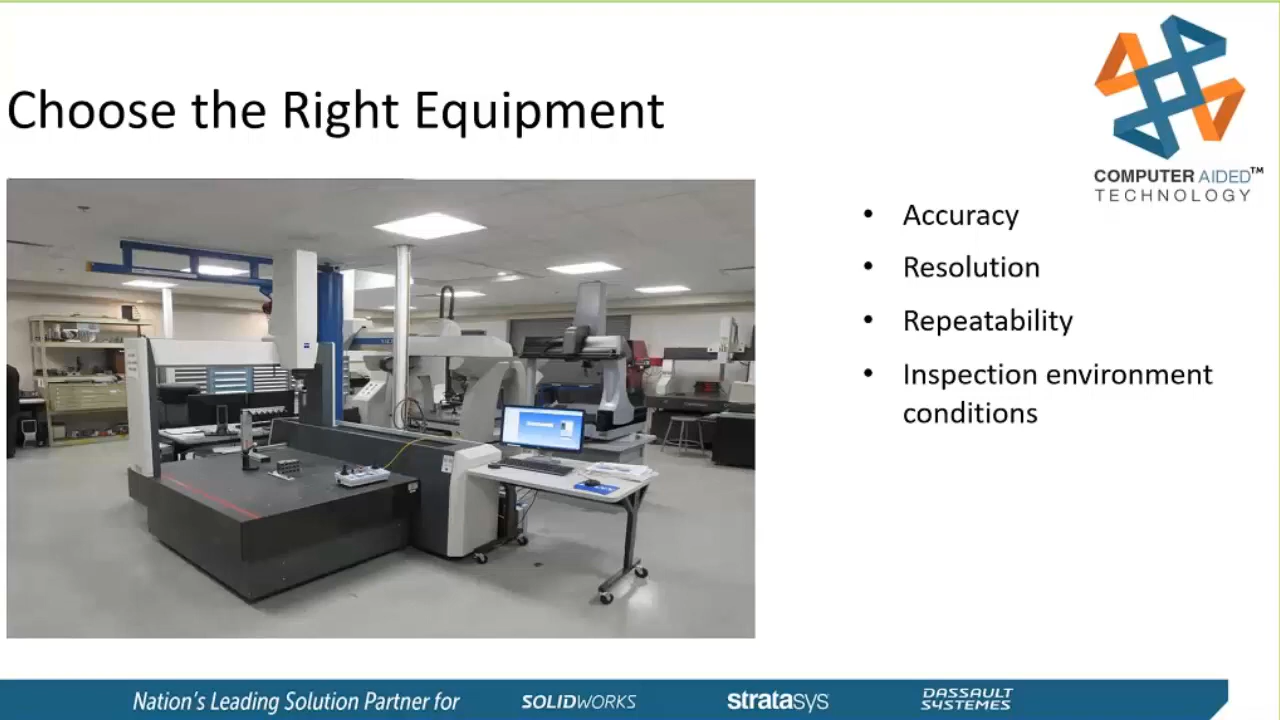 Choose the Right Equipment
COMPUTER AIDED™
TECHNOLOGY
• Accuracy
• Resolution
• Repeatability
• Inspection environment
conditions
Nation's Leading Solution Partner for
SOLIDWORKS
stratasys
DASSAULT
SYSTEMES